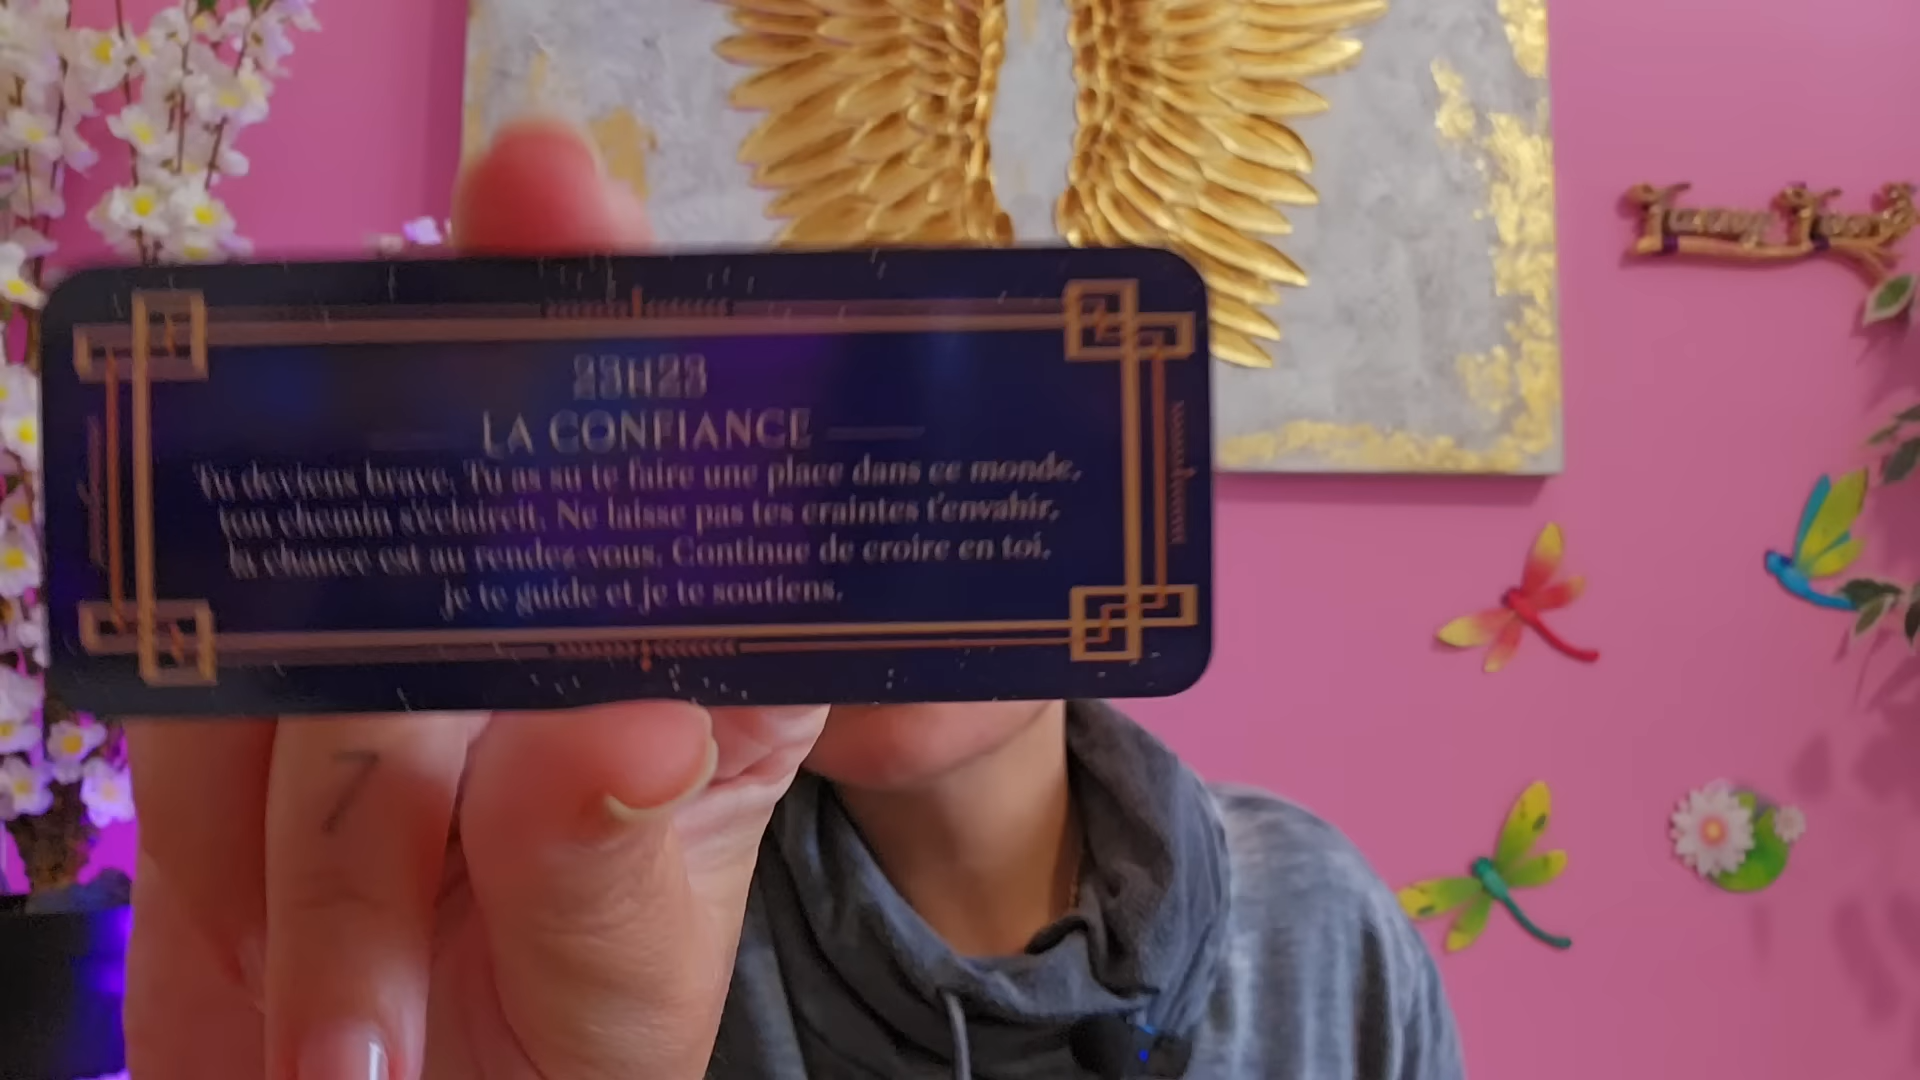 23H23
LA CONFIANCE
Tu deviens brave. Tu as su te faire une place dans ce monde,
ton chemin s'éclaircit. Ne laisse pas tes craintes t'envahir,
la chance est au rendez-vous. Continue de croire en toi,
je te guide et je te soutiens.